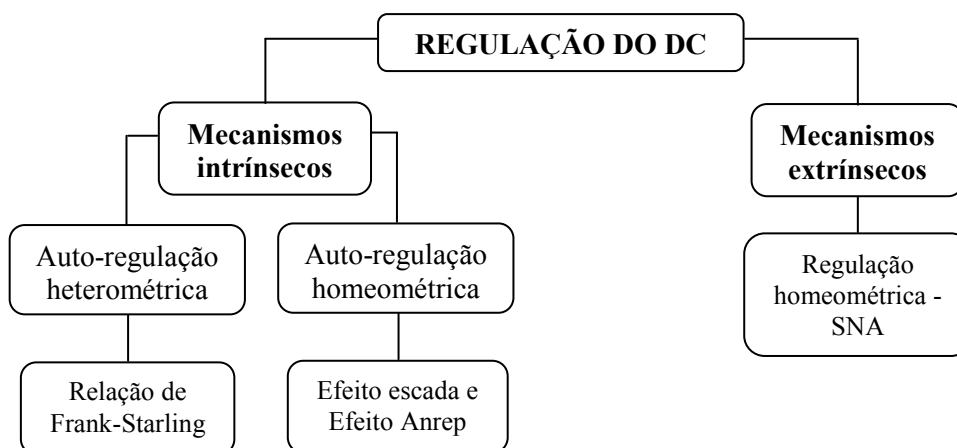 REGULAÇÃO DO DC
Mecanismos
intrínsecos
Mecanismos
extrínsecos
Auto-regulação
heterométrica
Auto-regulação
homeométrica
Regulação
homeométrica -
SNA
Relação de
Frank-Starling
Efeito escada e
Efeito Anrep